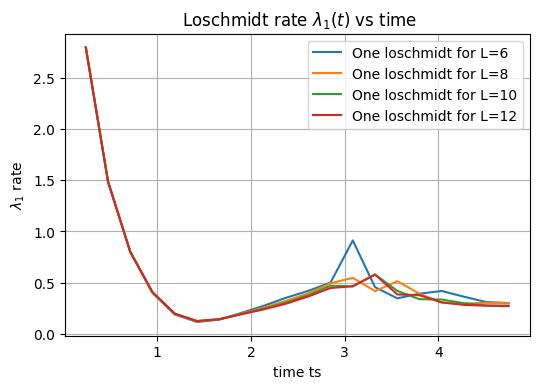 Loschmidt rate λ₁(t) vs time
One loschmidt for L=6
One loschmidt for L=8
One loschmidt for L=10
One loschmidt for L=12
λ₁ rate
2.5
2.0
1.5
1.0
0.5
0.0
1 2 3 4
time ts